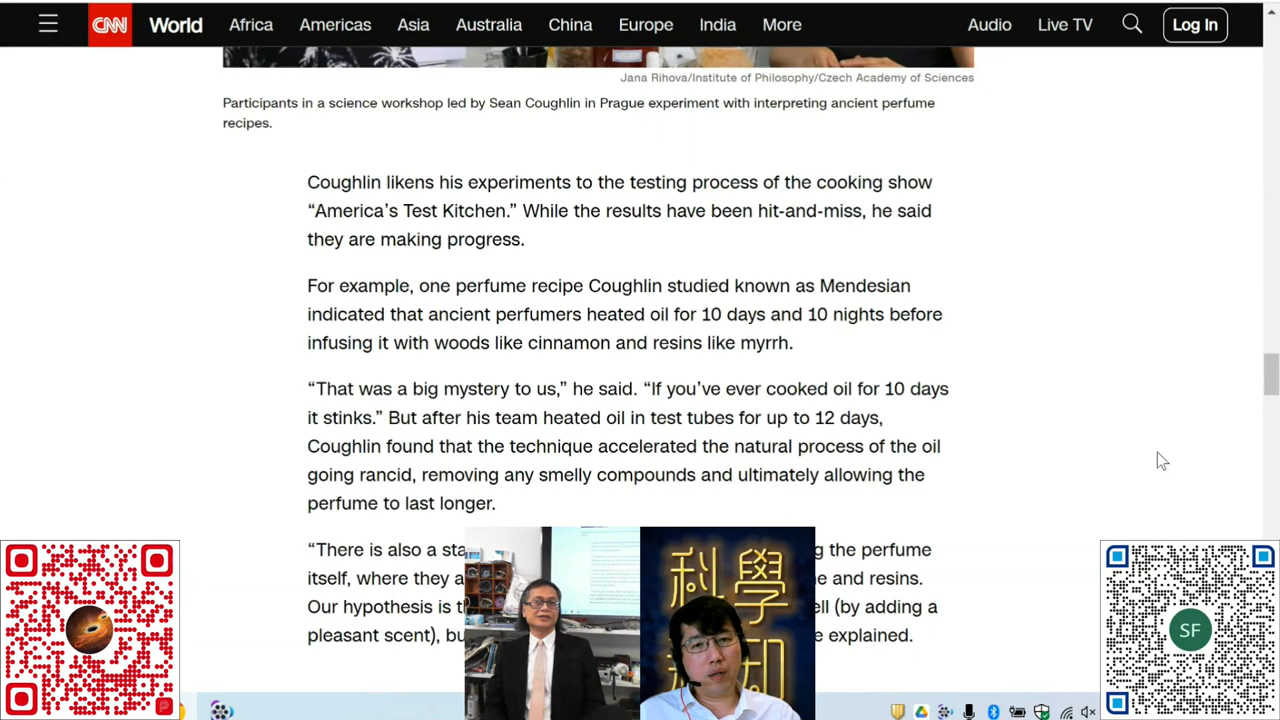 CNN World Africa Americas Asia Australia China Europe India More Audio Live TV Log In
Jana Rihova/Institute of Philosophy/Czech Academy of Sciences
Participants in a science workshop led by Sean Coughlin in Prague experiment with interpreting ancient perfume
recipes.
Coughlin likens his experiments to the testing process of the cooking show
“America’s Test Kitchen.” While the results have been hit-and-miss, he said
they are making progress.
For example, one perfume recipe Coughlin studied known as Mendesian
indicated that ancient perfumers heated oil for 10 days and 10 nights before
infusing it with woods like cinnamon and resins like myrrh.
“That was a big mystery to us,” he said. “If you’ve ever cooked oil for 10 days
it stinks.” But after his team heated oil in test tubes for up to 12 days,
Coughlin found that the technique accelerated the natural process of the oil
going rancid, removing any smelly compounds and ultimately allowing the
perfume to last longer.
“There is also a sta g the perfume
itself, where they a e and resins.
Our hypothesis is t ell (by adding a
pleasant scent), bu e explained.
科學
SF